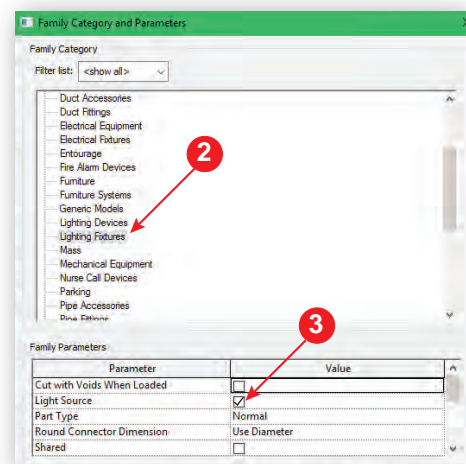 Family Category and Parameters
Family Category
Filter list: <show all>
Duct Accessories
Duct Fittings
Electrical Equipment
Electrical Fixtures
Entourage
Fire Alarm Devices
Furniture
Furniture Systems
Generic Models
Lighting Devices
Lighting Fixtures
Mass
Mechanical Equipment
Nurse Call Devices
Parking
Pipe Accessories
Pipe Fittings
2
3
Family Parameters
Parameter Value
Cut with Voids When Loaded
Light Source
Part Type Normal
Round Connector Dimension Use Diameter
Shared